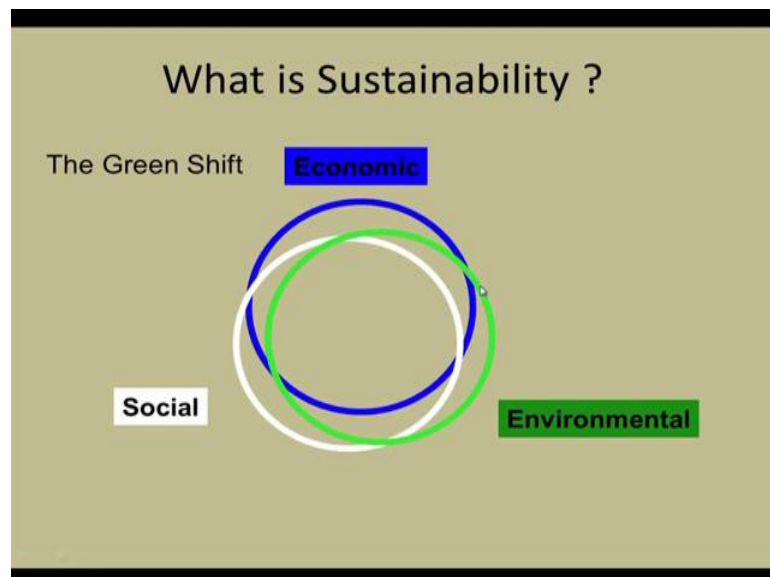 What is Sustainability ?
The Green Shift
Economic
Social
Environmental